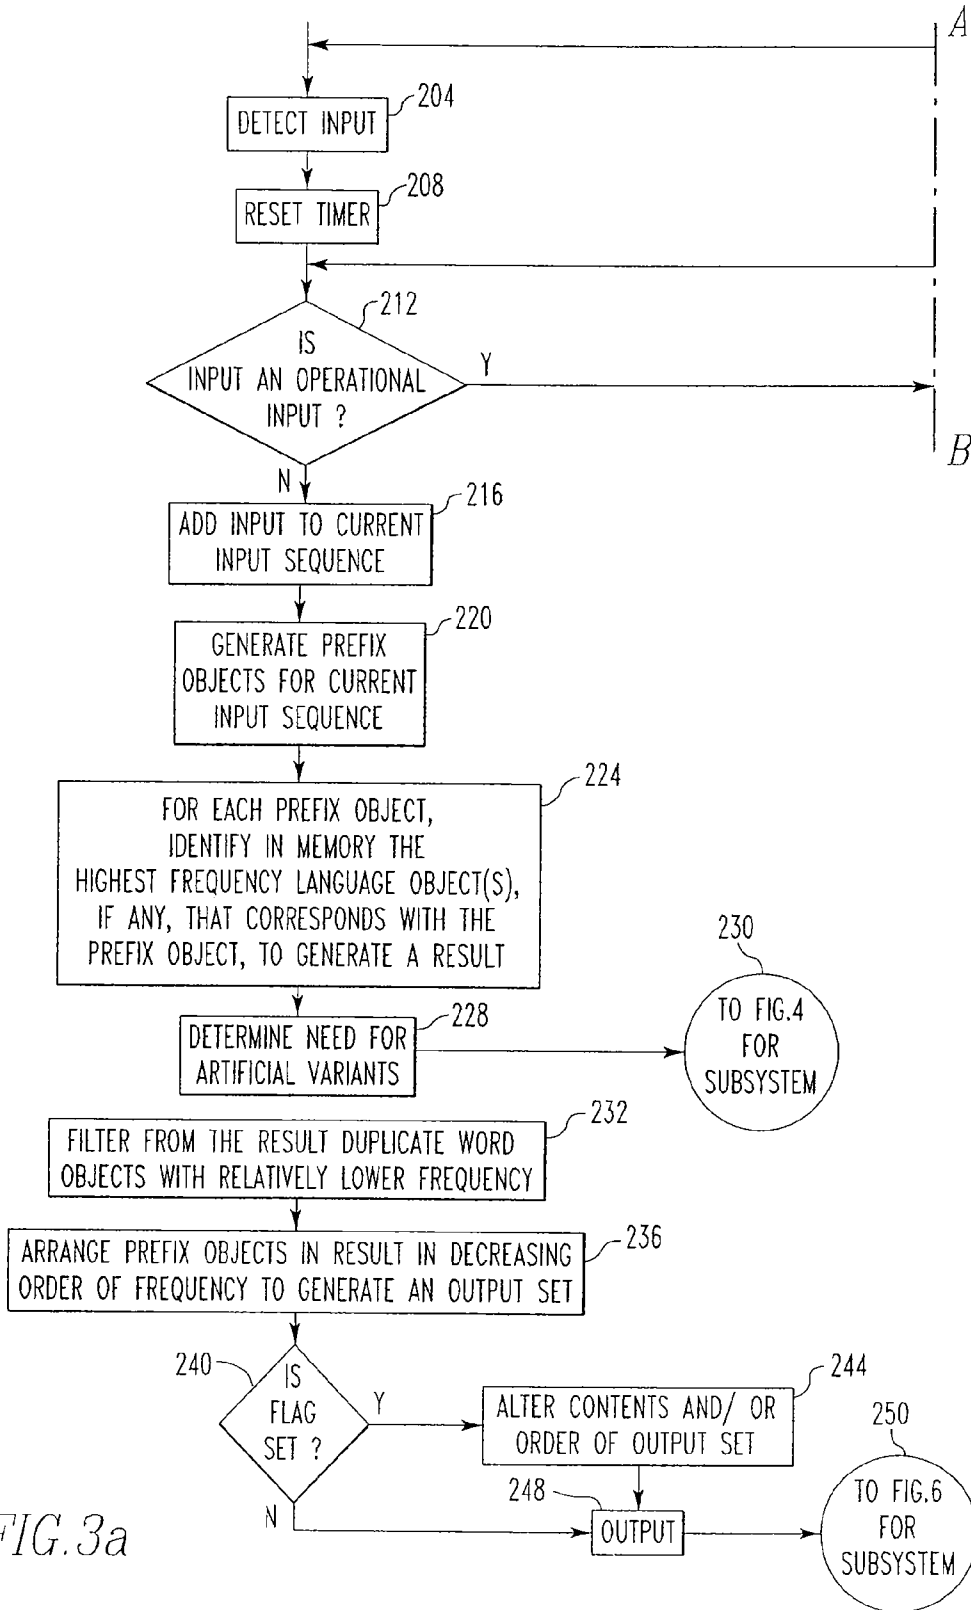 A
204
DETECT INPUT
208
RESET TIMER
212
IS
INPUT AN OPERATIONAL
INPUT ?
Y
B
N
216
ADD INPUT TO CURRENT
INPUT SEQUENCE
220
GENERATE PREFIX
OBJECTS FOR CURRENT
INPUT SEQUENCE
224
FOR EACH PREFIX OBJECT,
IDENTIFY IN MEMORY THE
HIGHEST FREQUENCY LANGUAGE OBJECT(S),
IF ANY, THAT CORRESPONDS WITH THE
PREFIX OBJECT, TO GENERATE A RESULT
228
DETERMINE NEED FOR
ARTIFICIAL VARIANTS
230
TO FIG.4
FOR
SUBSYSTEM
232
FILTER FROM THE RESULT DUPLICATE WORD
OBJECTS WITH RELATIVELY LOWER FREQUENCY
236
ARRANGE PREFIX OBJECTS IN RESULT IN DECREASING
ORDER OF FREQUENCY TO GENERATE AN OUTPUT SET
240
IS
FLAG
SET ?
Y
244
ALTER CONTENTS AND/ OR
ORDER OF OUTPUT SET
N
248
OUTPUT
250
TO FIG.6
FOR
SUBSYSTEM
FIG.3a